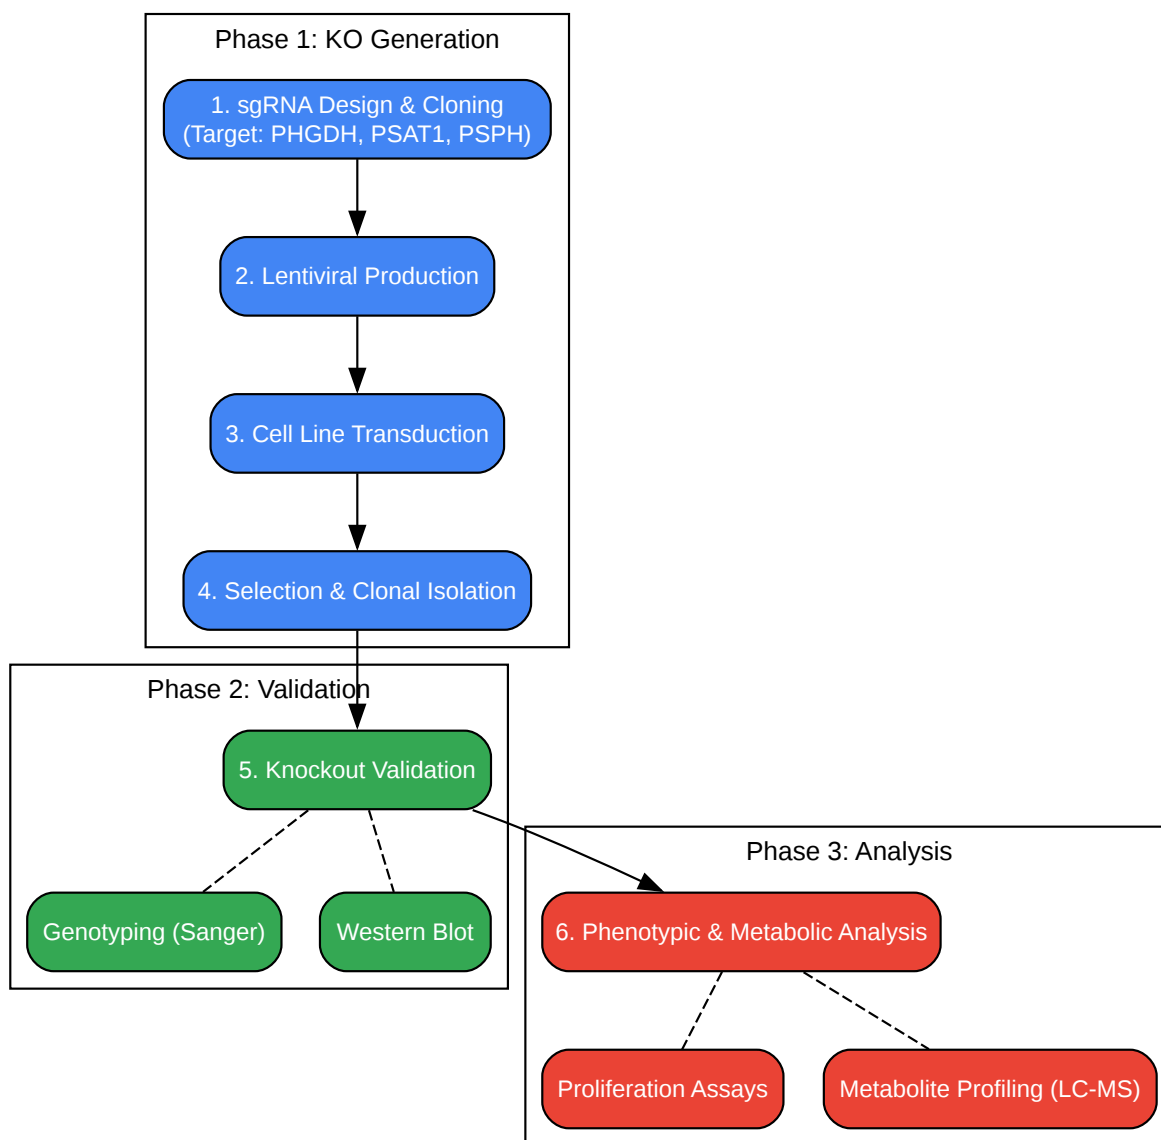 Phase 1: KO Generation
1. sgRNA Design & Cloning
(Target: PHGDH, PSAT1, PSPH)
2. Lentiviral Production
3. Cell Line Transduction
4. Selection & Clonal Isolation
Phase 2: Validation
5. Knockout Validation
Genotyping (Sanger)
Western Blot
Phase 3: Analysis
6. Phenotypic & Metabolic Analysis
Proliferation Assays
Metabolite Profiling (LC-MS)